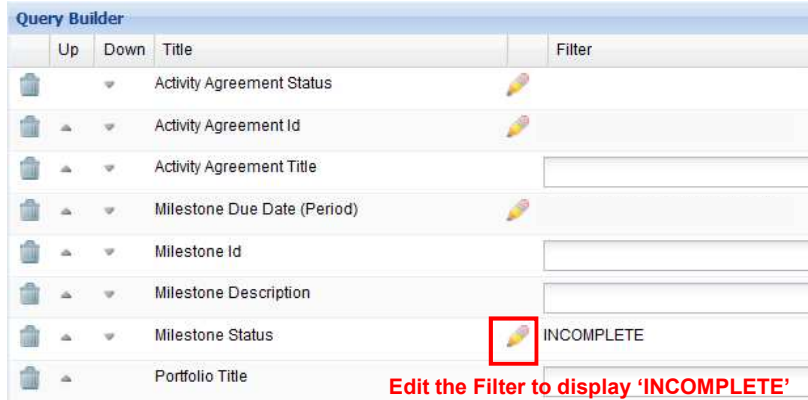 Query Builder
Up Down Title Filter
Activity Agreement Status
Activity Agreement Id
Activity Agreement Title
Milestone Due Date (Period)
Milestone Id
Milestone Description
Milestone Status INCOMPLETE
Portfolio Title
Edit the Filter to display ‘INCOMPLETE’